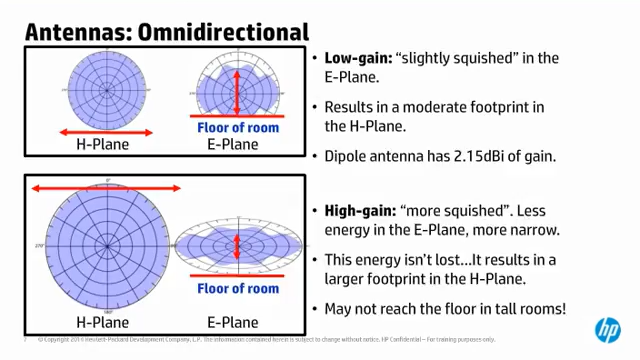 Antennas: Omnidirectional
Floor of room
H-Plane
E-Plane
• Low-gain: “slightly squished” in the
E-Plane.
• Results in a moderate footprint in
the H-Plane.
• Dipole antenna has 2.15dBi of gain.
0°
270°
180°
Floor of room
H-Plane
E-Plane
• High-gain: “more squished”. Less
energy in the E-Plane, more narrow.
• This energy isn’t lost…It results in a
larger footprint in the H-Plane.
• May not reach the floor in tall rooms!
7 © Copyright 2014 Hewlett-Packard Development Company, L.P. The information contained herein is subject to change without notice. HP Confidential – For training purposes only.
hp